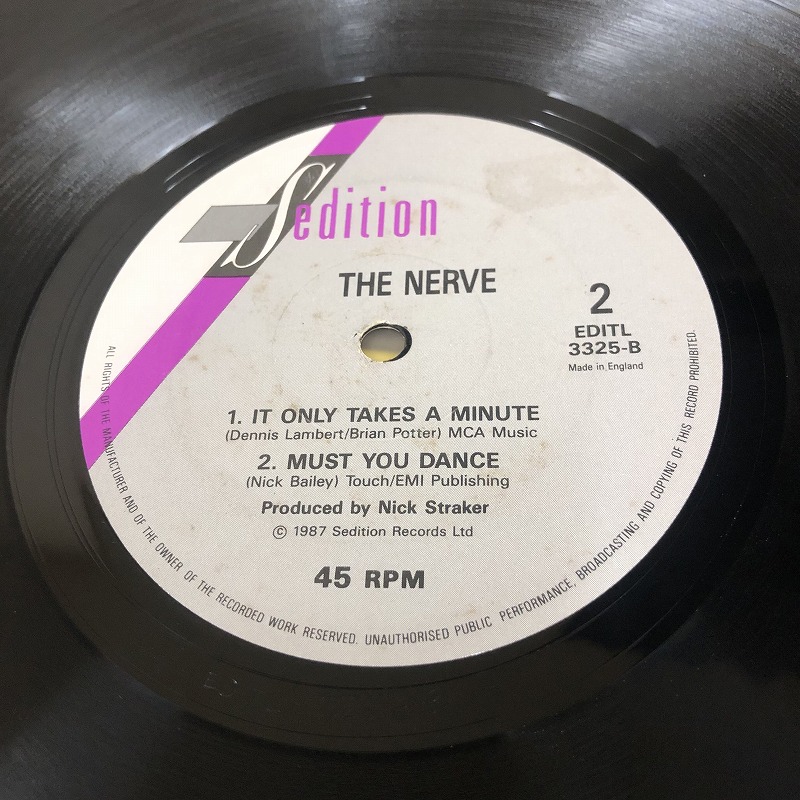 Sedition
THE NERVE
2
EDITL
3325-B
Made in England
1. IT ONLY TAKES A MINUTE
(Dennis Lambert/Brian Potter) MCA Music
2. MUST YOU DANCE
(Nick Bailey) Touch/EMI Publishing
Produced by Nick Straker
© 1987 Sedition Records Ltd
45 RPM
ALL RIGHTS OF THE MANUFACTURER AND OF THE OWNER OF THE RECORDED WORK RESERVED. UNAUTHORISED PUBLIC PERFORMANCE, BROADCASTING AND COPYING OF THIS RECORD PROHIBITED.